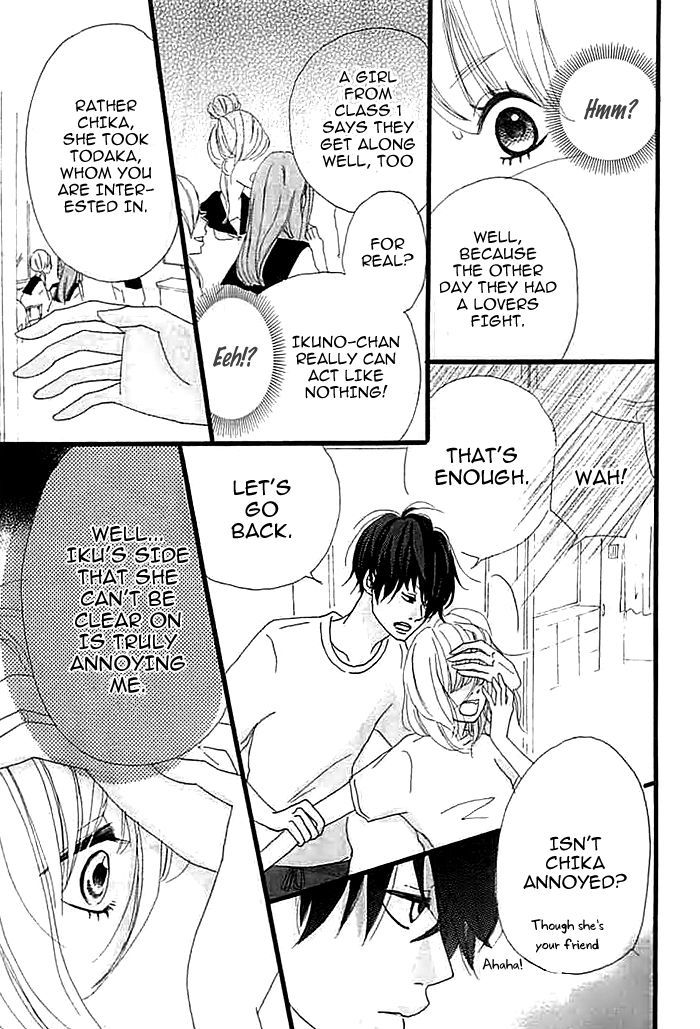 Hmm?
WELL,
BECAUSE
THE OTHER
DAY THEY HAD
A LOVERS
FIGHT.
A GIRL
FROM
CLASS 1
SAYS THEY
GET ALONG
WELL, TOO
FOR
REAL?
IKUNO-CHAN
REALLY CAN
ACT LIKE
NOTHING!
Eeh!?
RATHER
CHIKA,
SHE TOOK
TODAKA,
WHOM YOU
ARE INTER-
ESTED IN.
WAH!
THAT'S
ENOUGH.
LET'S
GO
BACK.
WELL...
IKU'S SIDE
THAT SHE
CAN'T BE
CLEAR ON
IS TRULY
ANNOYING
ME.
ISN'T
CHIKA
ANNOYED?
Though she's
your friend
Ahaha!